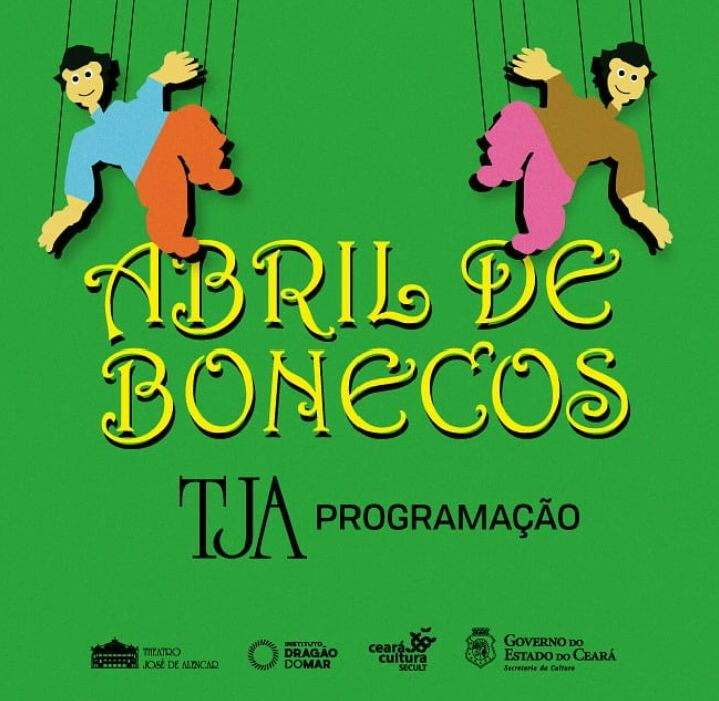 ABRIL DE
BONECOS
TJA PROGRAMAÇÃO
THEATRO
JOSÉ DE ALENCAR
INSTITUTO
DRAGÃO
DO MAR
ceará
cultura
SECULT
GOVERNO DO
ESTADO DO CEARÁ
Secretaria da Cultura